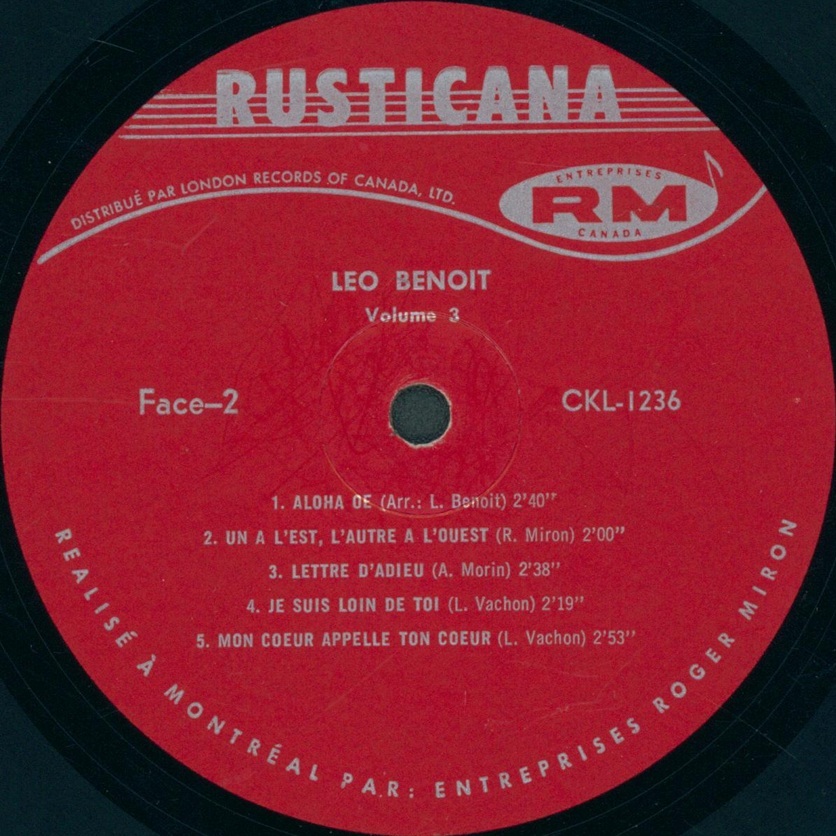 RUSTICANA
DISTRIBUÉ PAR LONDON RECORDS OF CANADA, LTD.
ENTREPRISES
RM
CANADA
LEO BENOIT
Volume 3
Face-2
CKL-1236
1. ALOHA OE (Arr.: L. Benoit) 2'40''
2. UN A L'EST, L'AUTRE A L'OUEST (R. Miron) 2'00"
3. LETTRE D'ADIEU (A. Morin) 2'38''
4. JE SUIS LOIN DE TOI (L. Vachon) 2'19''
5. MON COEUR APPELLE TON COEUR (L. Vachon) 2'53''
REALISÉ À MONTRÉAL PAR: ENTREPRISES ROGER MIRON